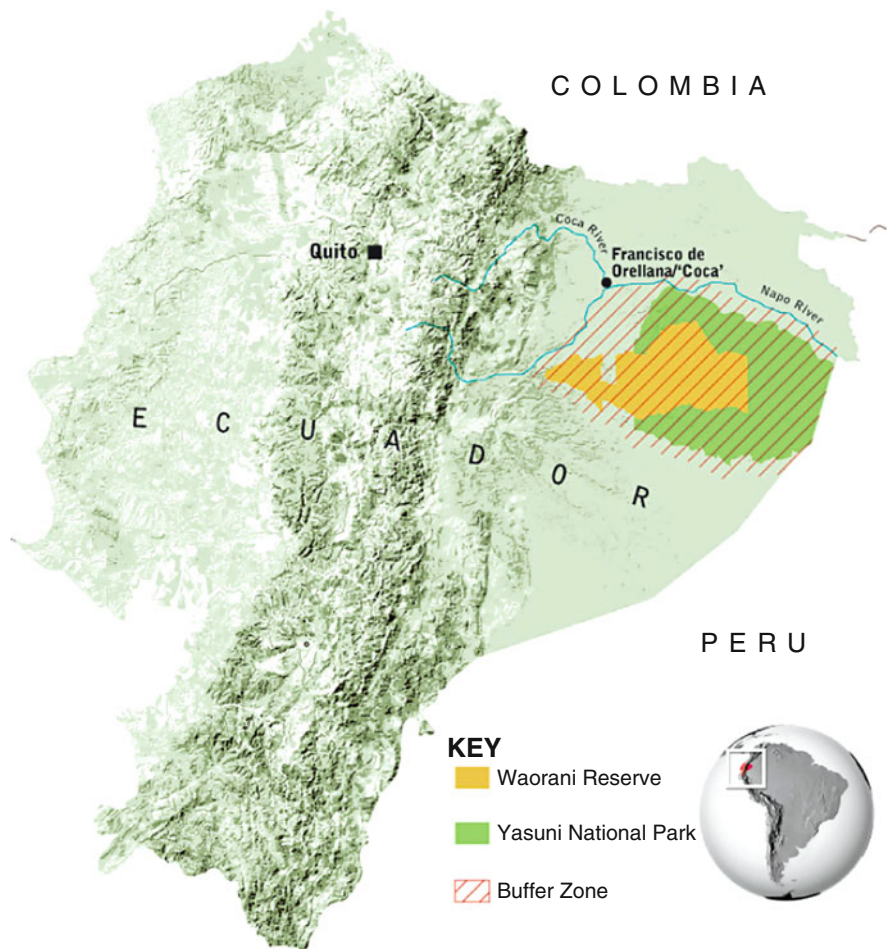 COLOMBIA
Coca River
Quito
Francisco de
Orellana/'Coca'
Napo River
ECUADOR
PERU
KEY
Waorani Reserve
Yasuni National Park
Buffer Zone